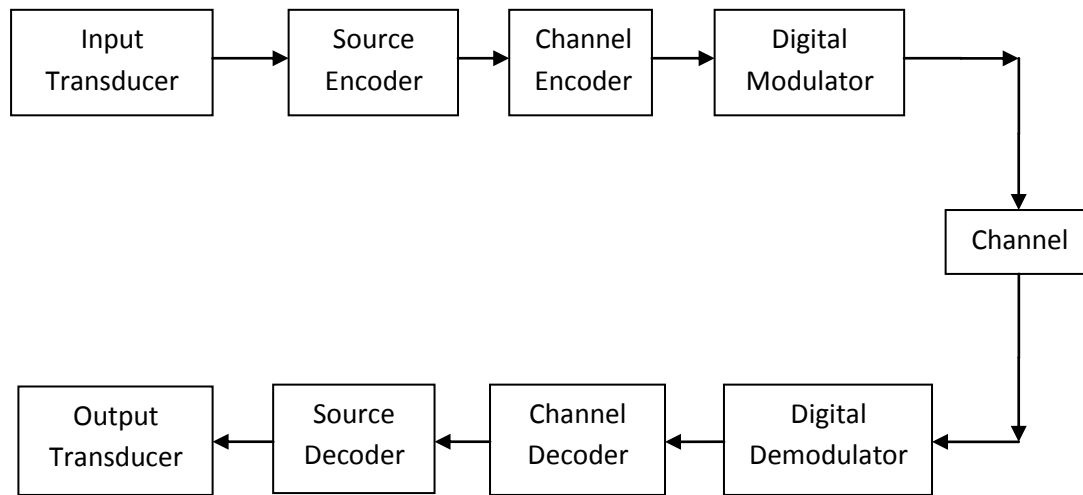 Input
Transducer
Source
Encoder
Channel
Encoder
Digital
Modulator
Channel
Output
Transducer
Source
Decoder
Channel
Decoder
Digital
Demodulator